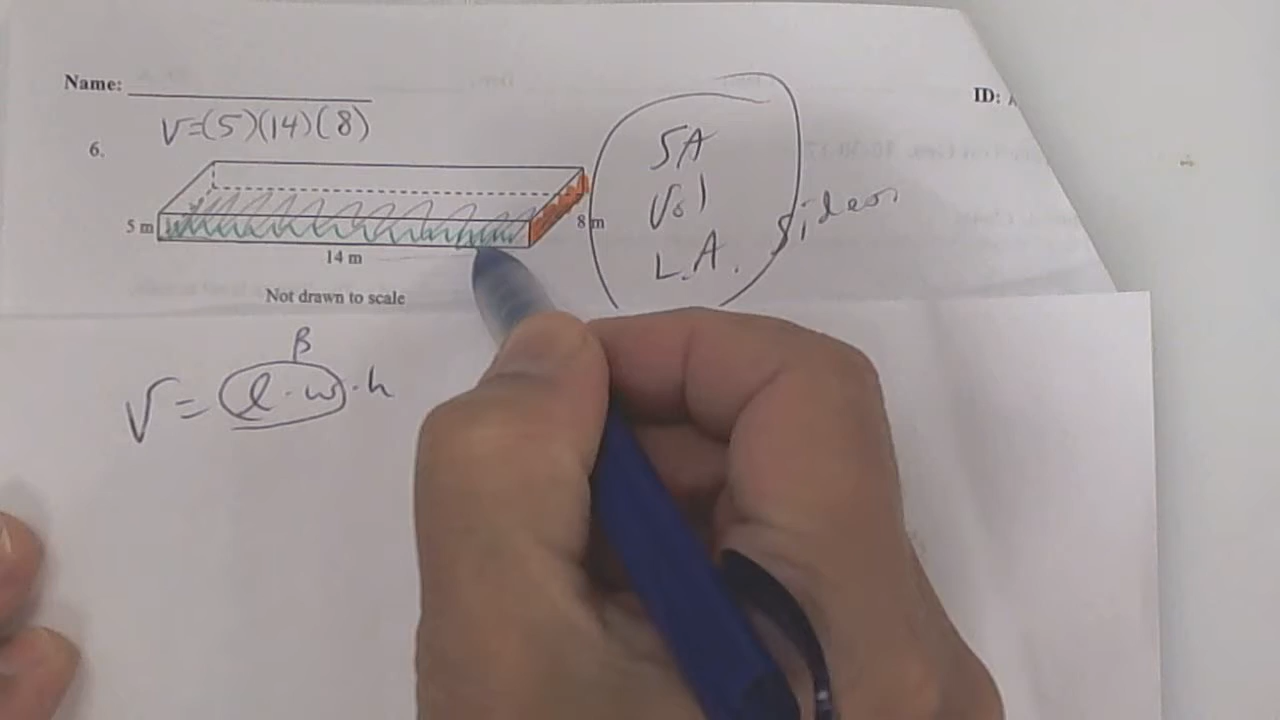 Name:
ID: A
V=(5)(14)(8)
6.
5 m
8 m
14 m
Not drawn to scale
SA
Vol
L.A.
Sides
B
V = l · w · h